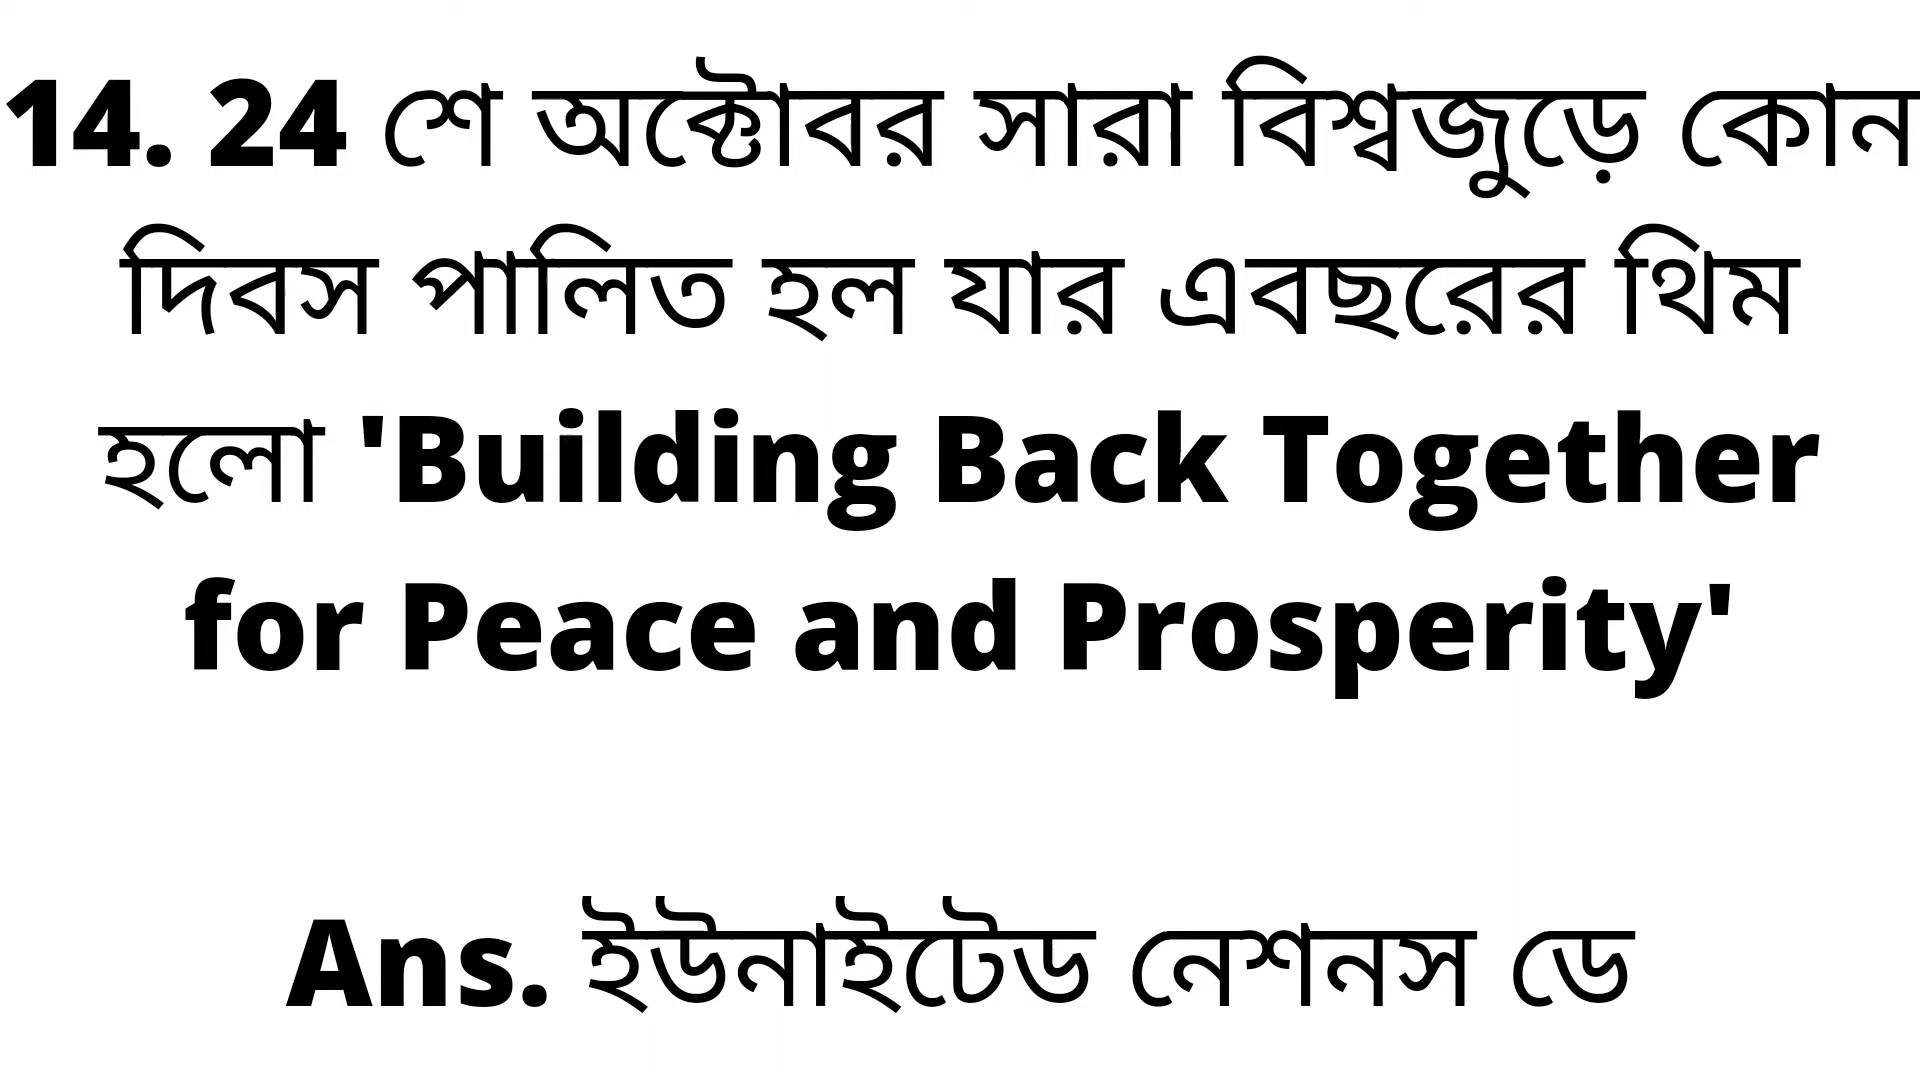 14. 24 শে অক্টোবর সারা বিশ্বজুড়ে কোন
দিবস পালিত হল যার এবছরের থিম
হলো 'Building Back Together
for Peace and Prosperity'
Ans. ইউনাইটেড নেশনস ডে